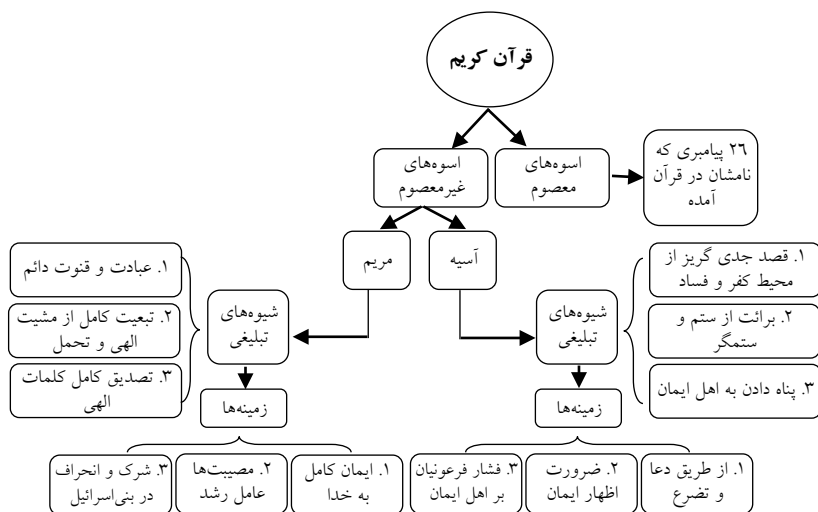 قرآن کریم
اسوه‌های
غیرمعصوم
اسوه‌های
معصوم
۲۶ پیامبری که
نامشان در قرآن
آمده
مریم
آسیه
۱. قصد جدی گریز از
محیط کفر و فساد
۲. برائت از ستم و
ستمگر
۳. پناه دادن به اهل ایمان
شیوه‌های
تبلیغی
زمینه‌ها
۱. از طریق دعا
و تضرع
۲. ضرورت
اظهار ایمان
۳. فشار فرعونیان
بر اهل ایمان
۱. عبادت و قنوت دائم
۲. تبعیت کامل از مشیت
الهی و تحمل
۳. تصدیق کامل کلمات
الهی
شیوه‌های
تبلیغی
زمینه‌ها
۱. ایمان کامل
به خدا
۲. مصیبت‌ها
عامل رشد
۳. شرک و انحراف
در بنی‌اسرائیل